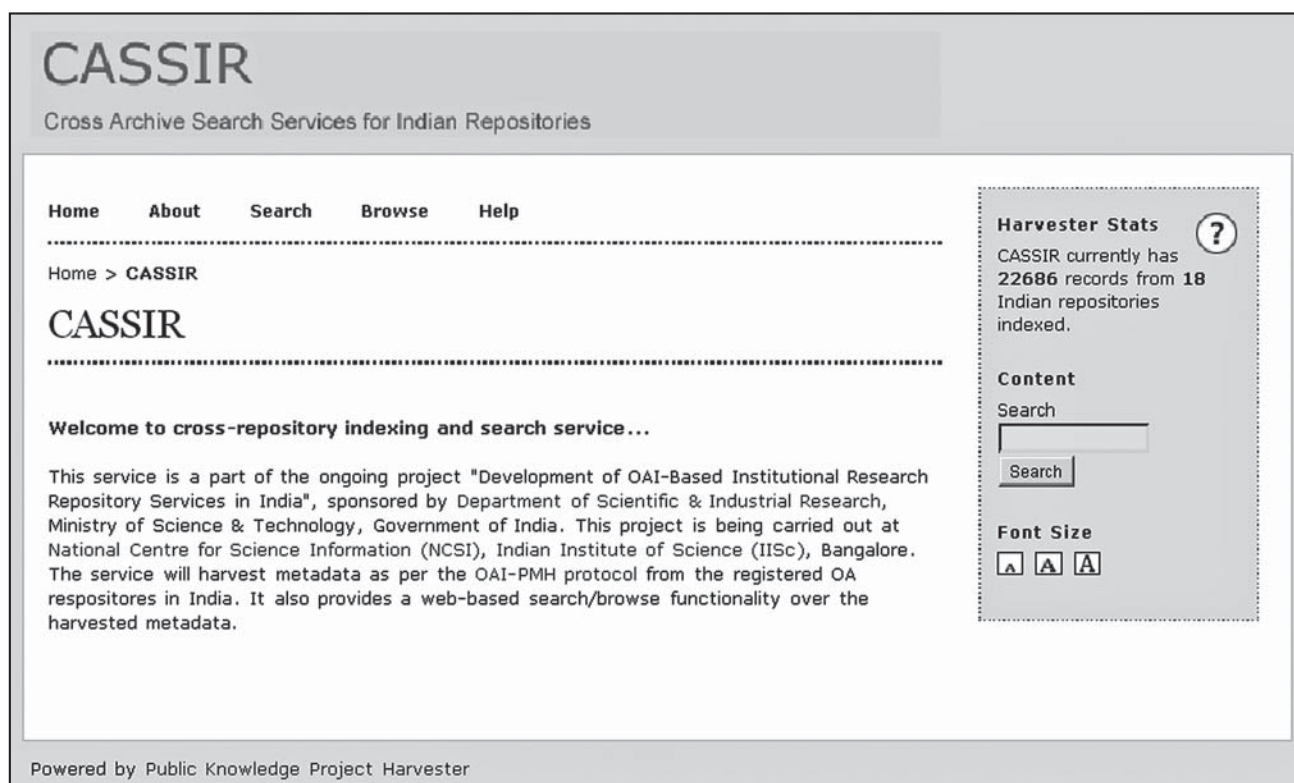 CASSIR
Cross Archive Search Services for Indian Repositories
Home About Search Browse Help
Home > CASSIR
CASSIR
Welcome to cross-repository indexing and search service...
This service is a part of the ongoing project "Development of OAI-Based Institutional Research
Repository Services in India", sponsored by Department of Scientific & Industrial Research,
Ministry of Science & Technology, Government of India. This project is being carried out at
National Centre for Science Information (NCSI), Indian Institute of Science (IISc), Bangalore.
The service will harvest metadata as per the OAI-PMH protocol from the registered OA
respositores in India. It also provides a web-based search/browse functionality over the
harvested metadata.
Harvester Stats ?
CASSIR currently has
22686 records from 18
Indian repositories
indexed.
Content
Search
Search
Font Size
A A A
Powered by Public Knowledge Project Harvester